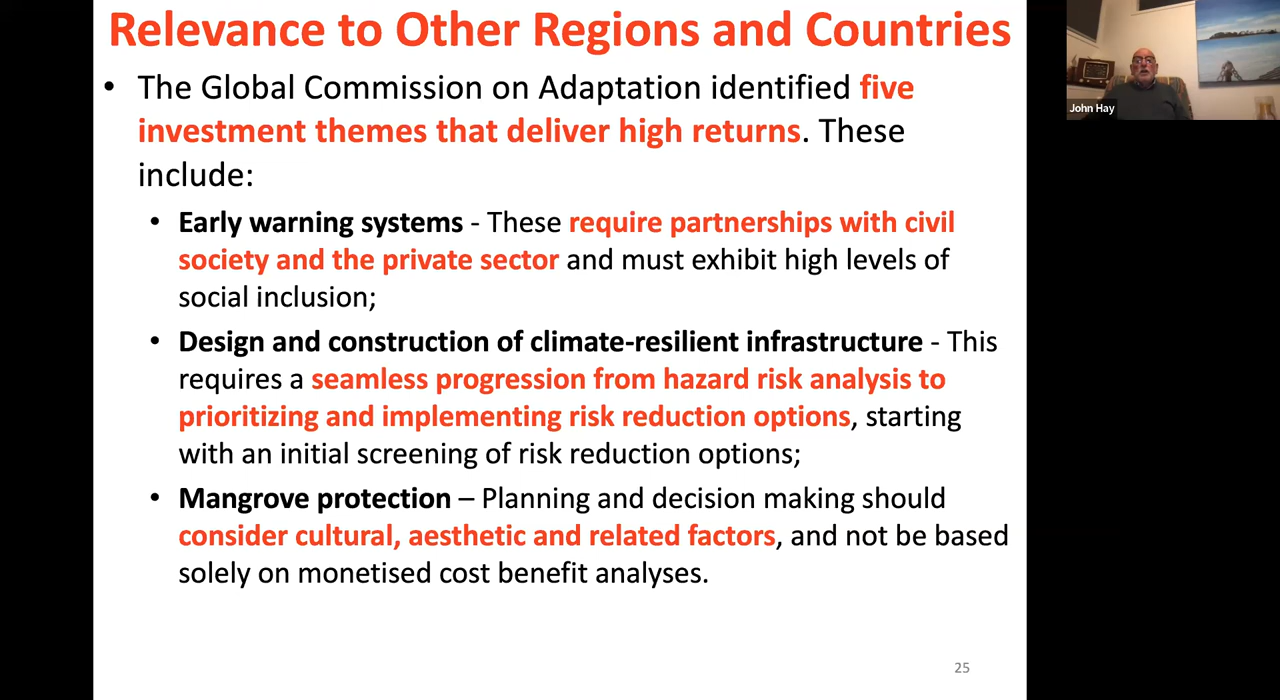 Relevance to Other Regions and Countries
• The Global Commission on Adaptation identified five
investment themes that deliver high returns. These
include:
• Early warning systems - These require partnerships with civil
society and the private sector and must exhibit high levels of
social inclusion;
• Design and construction of climate-resilient infrastructure - This
requires a seamless progression from hazard risk analysis to
prioritizing and implementing risk reduction options, starting
with an initial screening of risk reduction options;
• Mangrove protection – Planning and decision making should
consider cultural, aesthetic and related factors, and not be based
solely on monetised cost benefit analyses.
25
John Hay